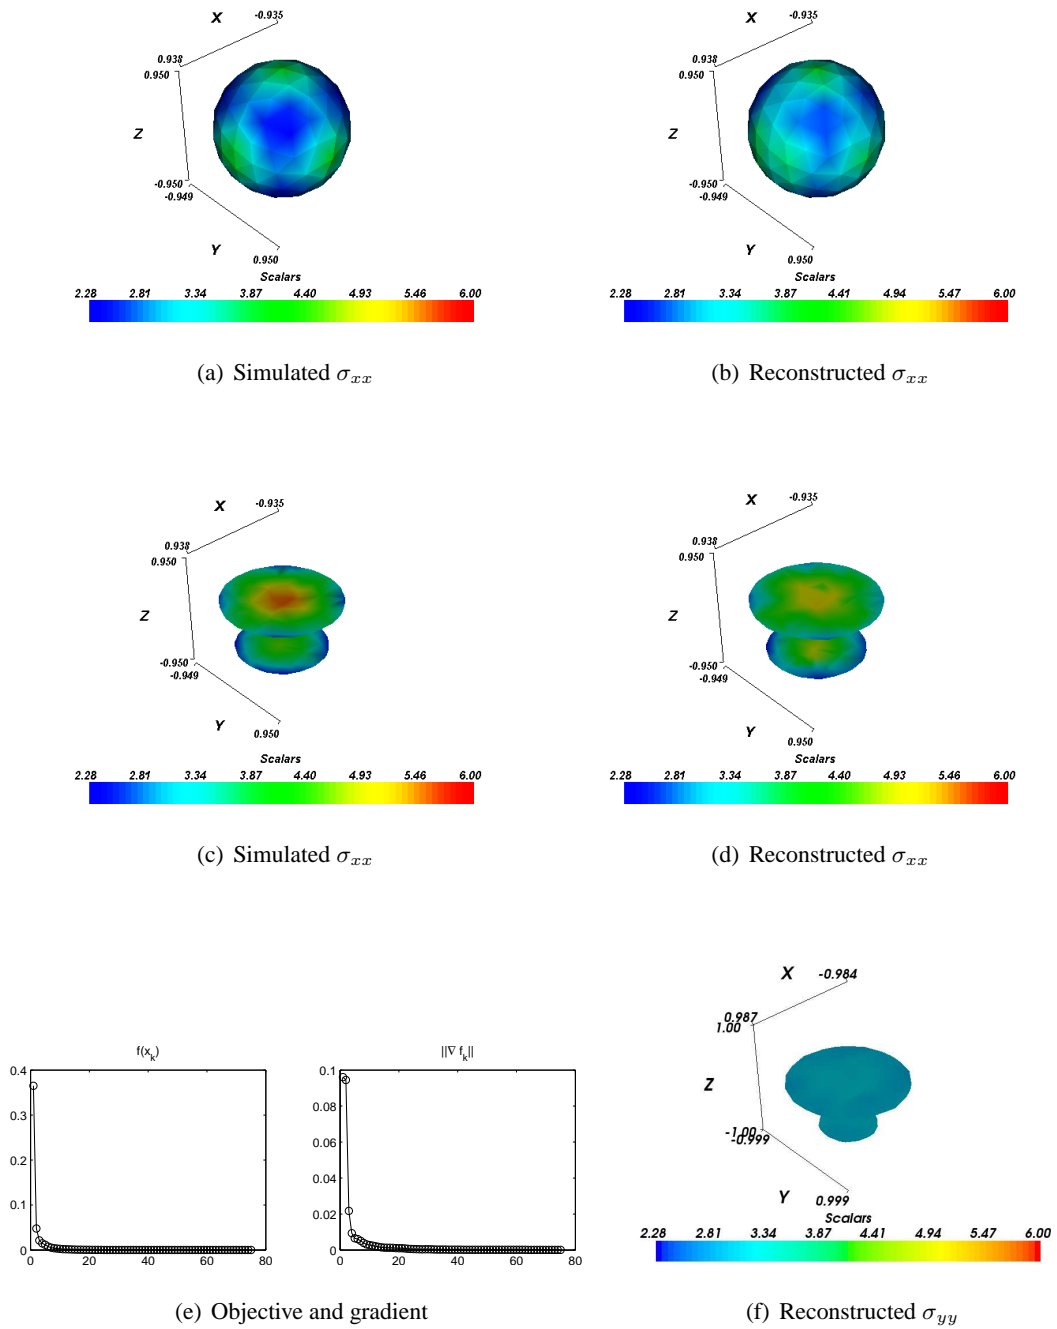 X
-0.935
0.938
0.950
Z
-0.950
-0.949
Y
0.950
Scalars
2.28 2.81 3.34 3.87 4.40 4.93 5.46 6.00
(a) Simulated σxx
X
-0.935
0.938
0.950
Z
-0.950
-0.949
Y
0.950
Scalars
2.28 2.81 3.34 3.87 4.41 4.94 5.47 6.00
(b) Reconstructed σxx
X
-0.935
0.938
0.950
Z
-0.950
-0.949
Y
0.950
Scalars
2.28 2.81 3.34 3.87 4.40 4.93 5.46 6.00
(c) Simulated σxx
X
-0.935
0.938
0.950
Z
-0.950
-0.949
Y
0.950
Scalars
2.28 2.81 3.34 3.87 4.40 4.93 5.46 6.00
(d) Reconstructed σxx
f(xk)
0.4
0.3
0.2
0.1
0
0 20 40 60 80
||∇ fk||
0.1
0.08
0.06
0.04
0.02
0
0 20 40 60 80
(e) Objective and gradient
X
-0.984
0.987
1.00
Z
-1.00
-0.999
Y
0.999
Scalars
2.28 2.81 3.34 3.87 4.41 4.94 5.47 6.00
(f) Reconstructed σyy